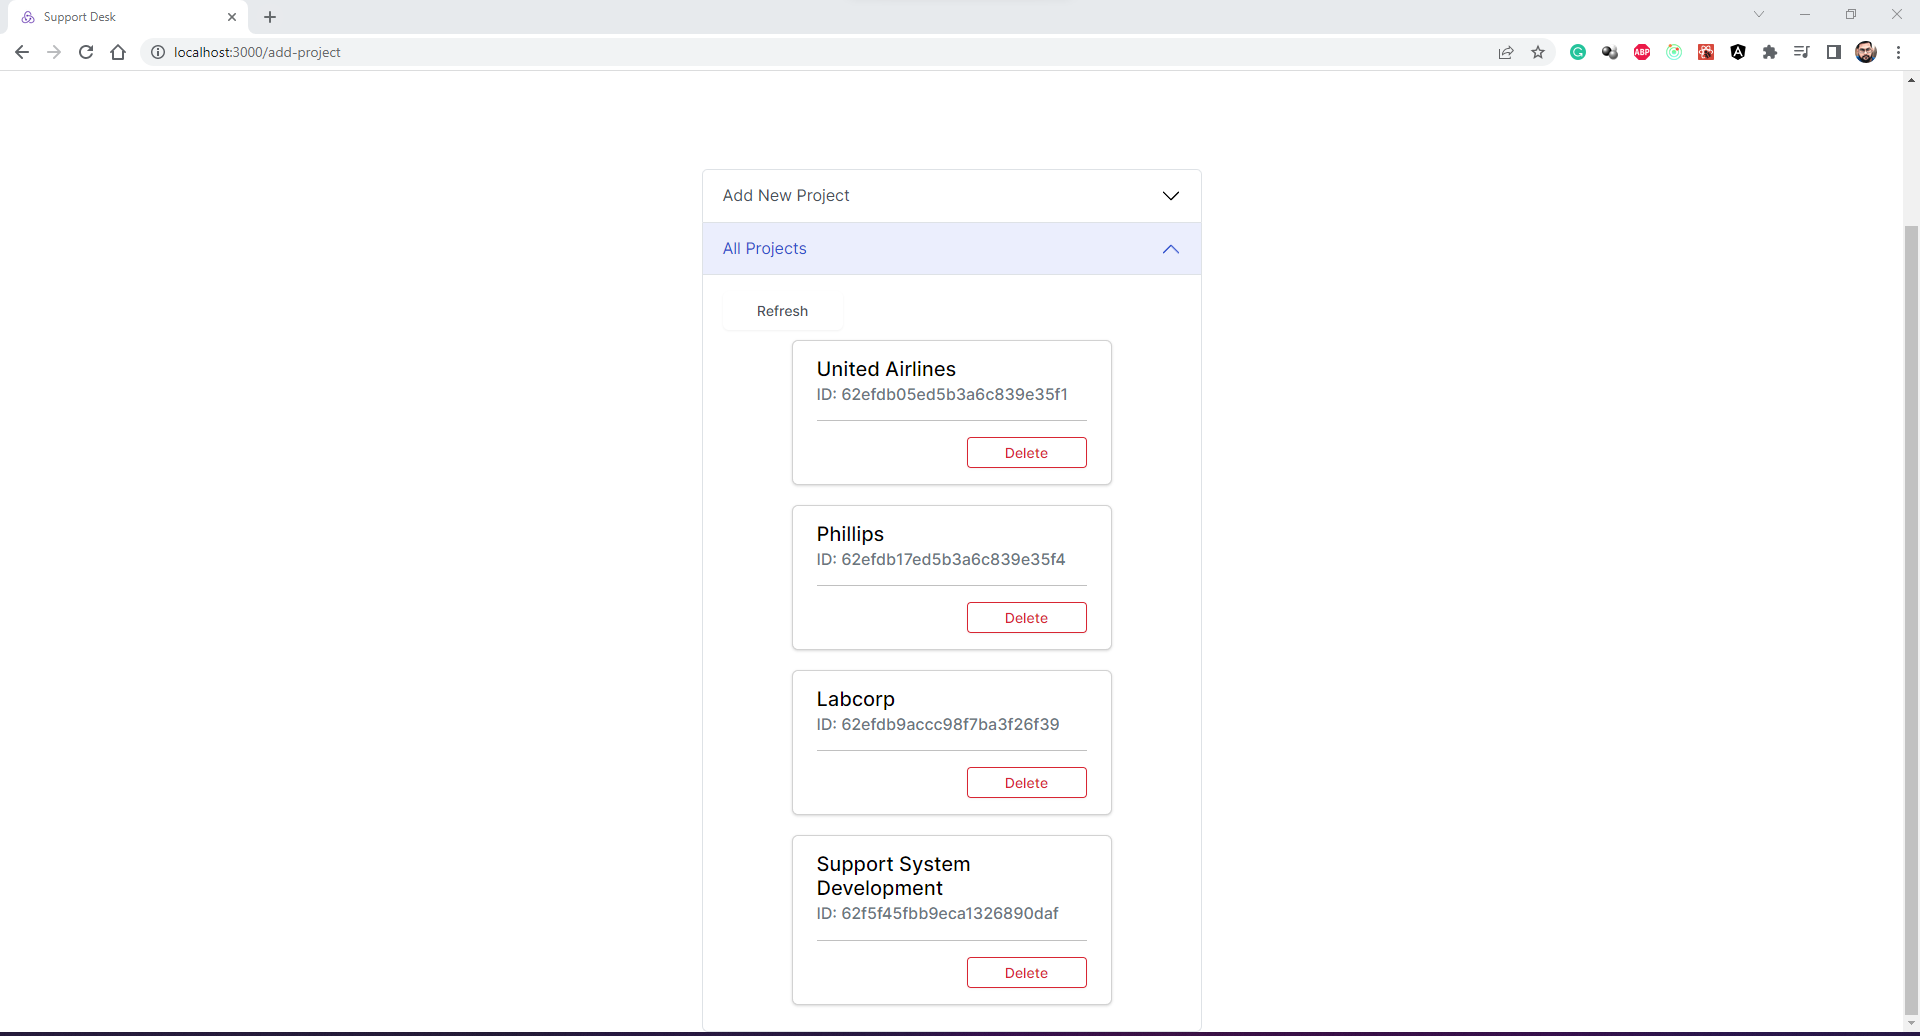 Support Desk
localhost:3000/add-project
ABP
Add New Project
All Projects
Refresh
United Airlines
ID: 62efdb05ed5b3a6c839e35f1
Delete
Phillips
ID: 62efdb17ed5b3a6c839e35f4
Delete
Labcorp
ID: 62efdb9accc98f7ba3f26f39
Delete
Support System
Development
ID: 62f5f45fbb9eca1326890daf
Delete